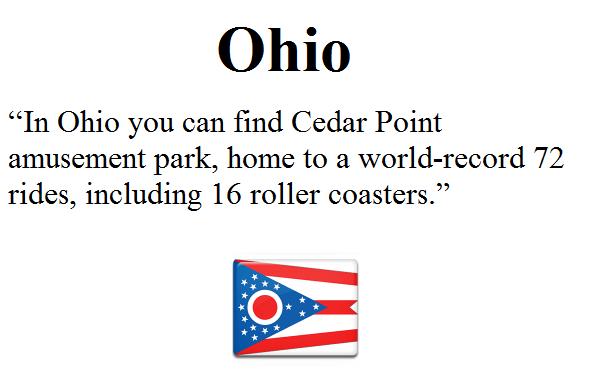 Ohio
“In Ohio you can find Cedar Point
amusement park, home to a world-record 72
rides, including 16 roller coasters.”